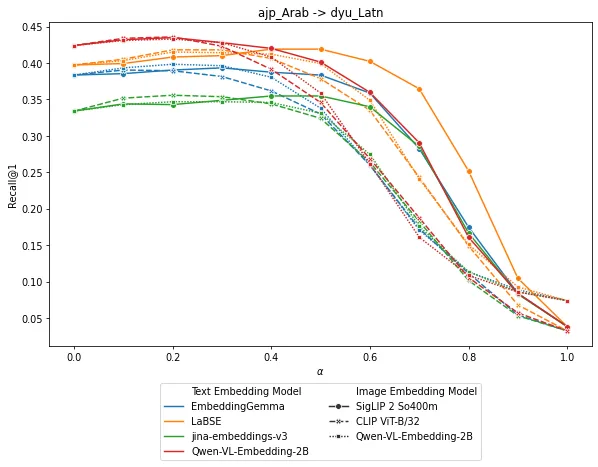 ajp_Arab -> dyu_Latn
0.45
0.40
0.35
0.30
0.25
0.20
0.15
0.10
0.05
Recall@1
0.0 0.2 0.4 0.6 0.8 1.0
α
Text Embedding Model Image Embedding Model
EmbeddingGemma SigLIP 2 So400m
LaBSE CLIP ViT-B/32
jina-embeddings-v3 Qwen-VL-Embedding-2B
Qwen-VL-Embedding-2B